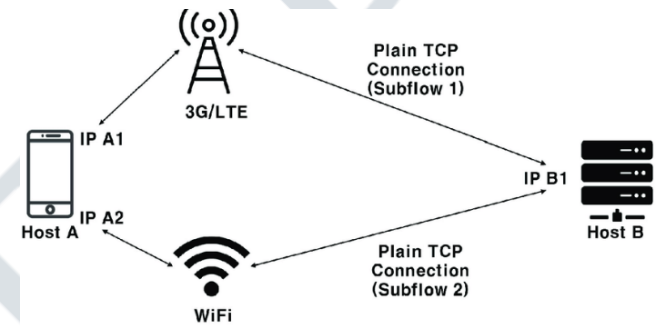 Plain TCP
Connection
(Subflow 1)
3G/LTE
IP A1
IP B1
IP A2
Host A
Host B
Plain TCP
Connection
(Subflow 2)
WiFi